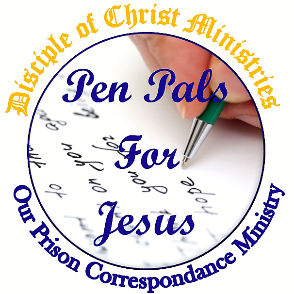 Disciple of Christ Ministries
Pen Pals
For
Jesus
Our Prison Correspondance Ministry